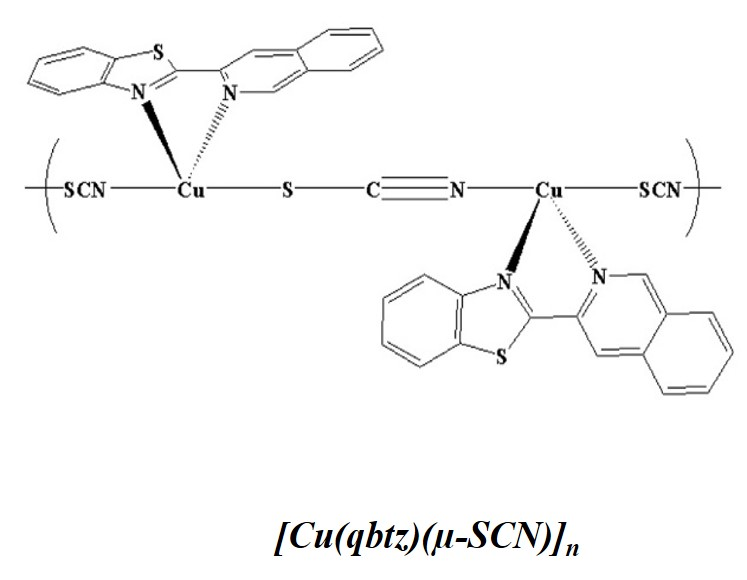 S
N N
SCN Cu S C N Cu SCN
N N
S
[Cu(qbtz)(μ-SCN)]n